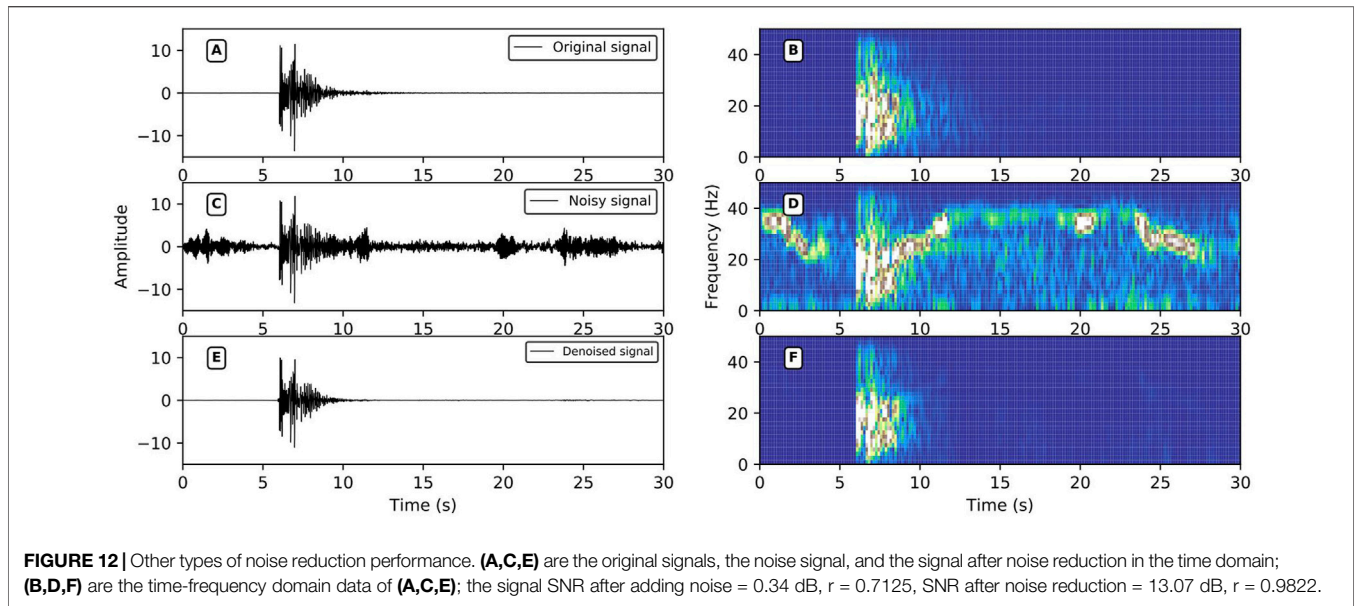 10
0
−10
A
Original signal
0 5 10 15 20 25 30
40
20
0
B
0 5 10 15 20 25 30
Amplitude
10
0
−10
C
Noisy signal
0 5 10 15 20 25 30
Frequency (Hz)
40
20
0
D
0 5 10 15 20 25 30
10
0
−10
E
Denoised signal
0 5 10 15 20 25 30
Time (s)
40
20
0
F
0 5 10 15 20 25 30
Time (s)
FIGURE 12 | Other types of noise reduction performance. (A,C,E) are the original signals, the noise signal, and the signal after noise reduction in the time domain;
(B,D,F) are the time-frequency domain data of (A,C,E); the signal SNR after adding noise = 0.34 dB, r = 0.7125, SNR after noise reduction = 13.07 dB, r = 0.9822.